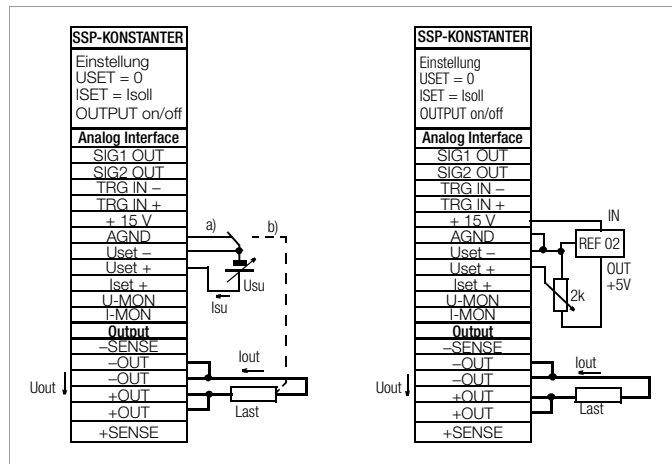 SSP-KONSTANTER
Einstellung
USET = 0
ISET = Isoll
OUTPUT on/off
Analog Interface
SIG1 OUT
SIG2 OUT
TRG IN –
TRG IN +
+ 15 V
AGND
Uset –
Uset +
Iset +
U-MON
I-MON
Output
–SENSE
–OUT
–OUT
+OUT
+OUT
+SENSE
a)
b)
Usu
Isu
Iout
Uout
Last
SSP-KONSTANTER
Einstellung
USET = 0
ISET = Isoll
OUTPUT on/off
Analog Interface
SIG1 OUT
SIG2 OUT
TRG IN –
TRG IN +
+ 15 V
AGND
Uset –
Uset +
Iset +
U-MON
I-MON
Output
–SENSE
–OUT
–OUT
+OUT
+OUT
+SENSE
IN
REF 02
OUT
+5V
2k
Iout
Uout
Last